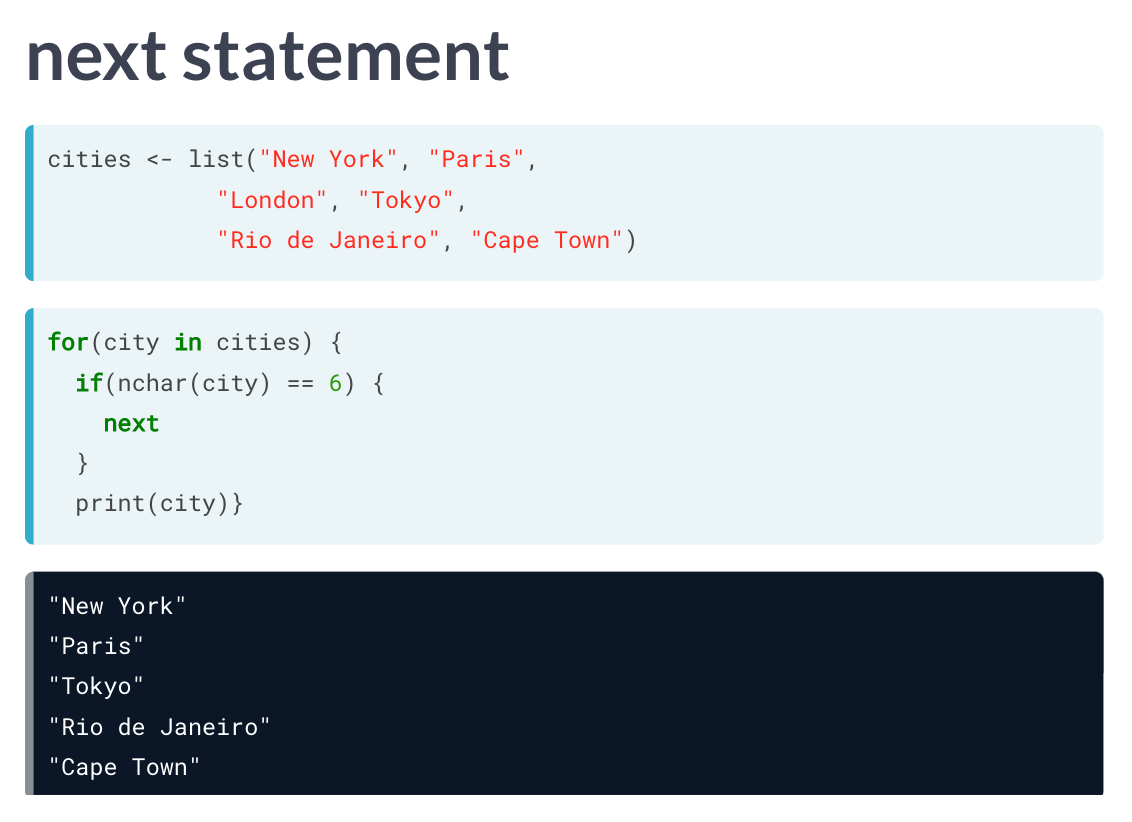 next statement
cities <- list("New York", "Paris",
            "London", "Tokyo",
            "Rio de Janeiro", "Cape Town")
for(city in cities) {
  if(nchar(city) == 6) {
    next
  }
  print(city)}
"New York"
"Paris"
"Tokyo"
"Rio de Janeiro"
"Cape Town"